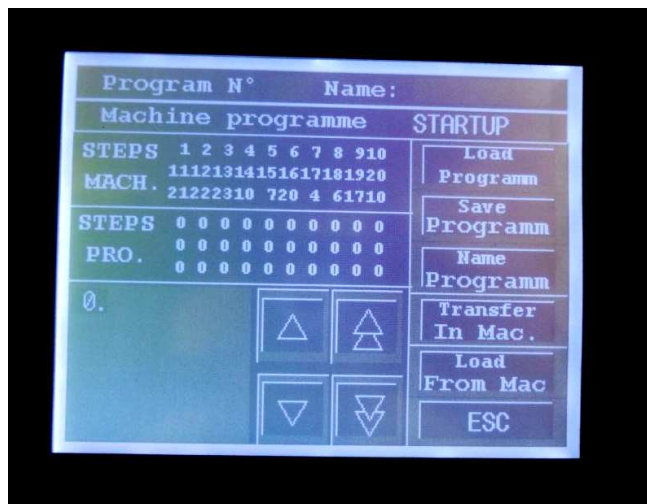 Program N° Name:
Machine programme STARTUP
STEPS 1 2 3 4 5 6 7 8 910
MACH. 11121314151617181920
21222310 720 4 61710
STEPS 0 0 0 0 0 0 0 0 0 0
PRO. 0 0 0 0 0 0 0 0 0 0
0 0 0 0 0 0 0 0 0 0
0.
Load
Programm
Save
Programm
Name
Programm
Transfer
In Mac.
Load
From Mac
ESC